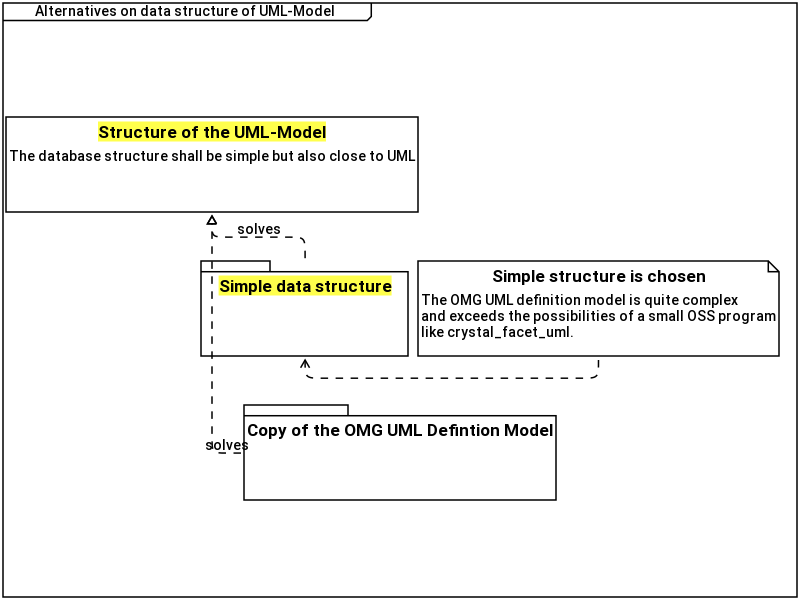 Alternatives on data structure of UML-Model
Structure of the UML-Model
The database structure shall be simple but also close to UML
solves
Simple data structure
Simple structure is chosen
The OMG UML definition model is quite complex
and exceeds the possibilities of a small OSS program
like crystal_facet_uml.
Copy of the OMG UML Defintion Model
solves